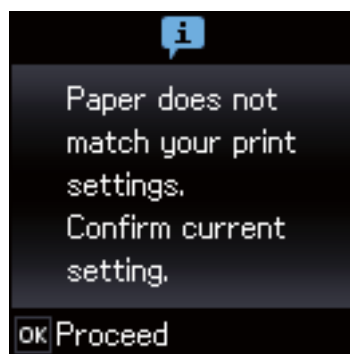 i
Paper does not
match your print
settings.
Confirm current
setting.
OK Proceed